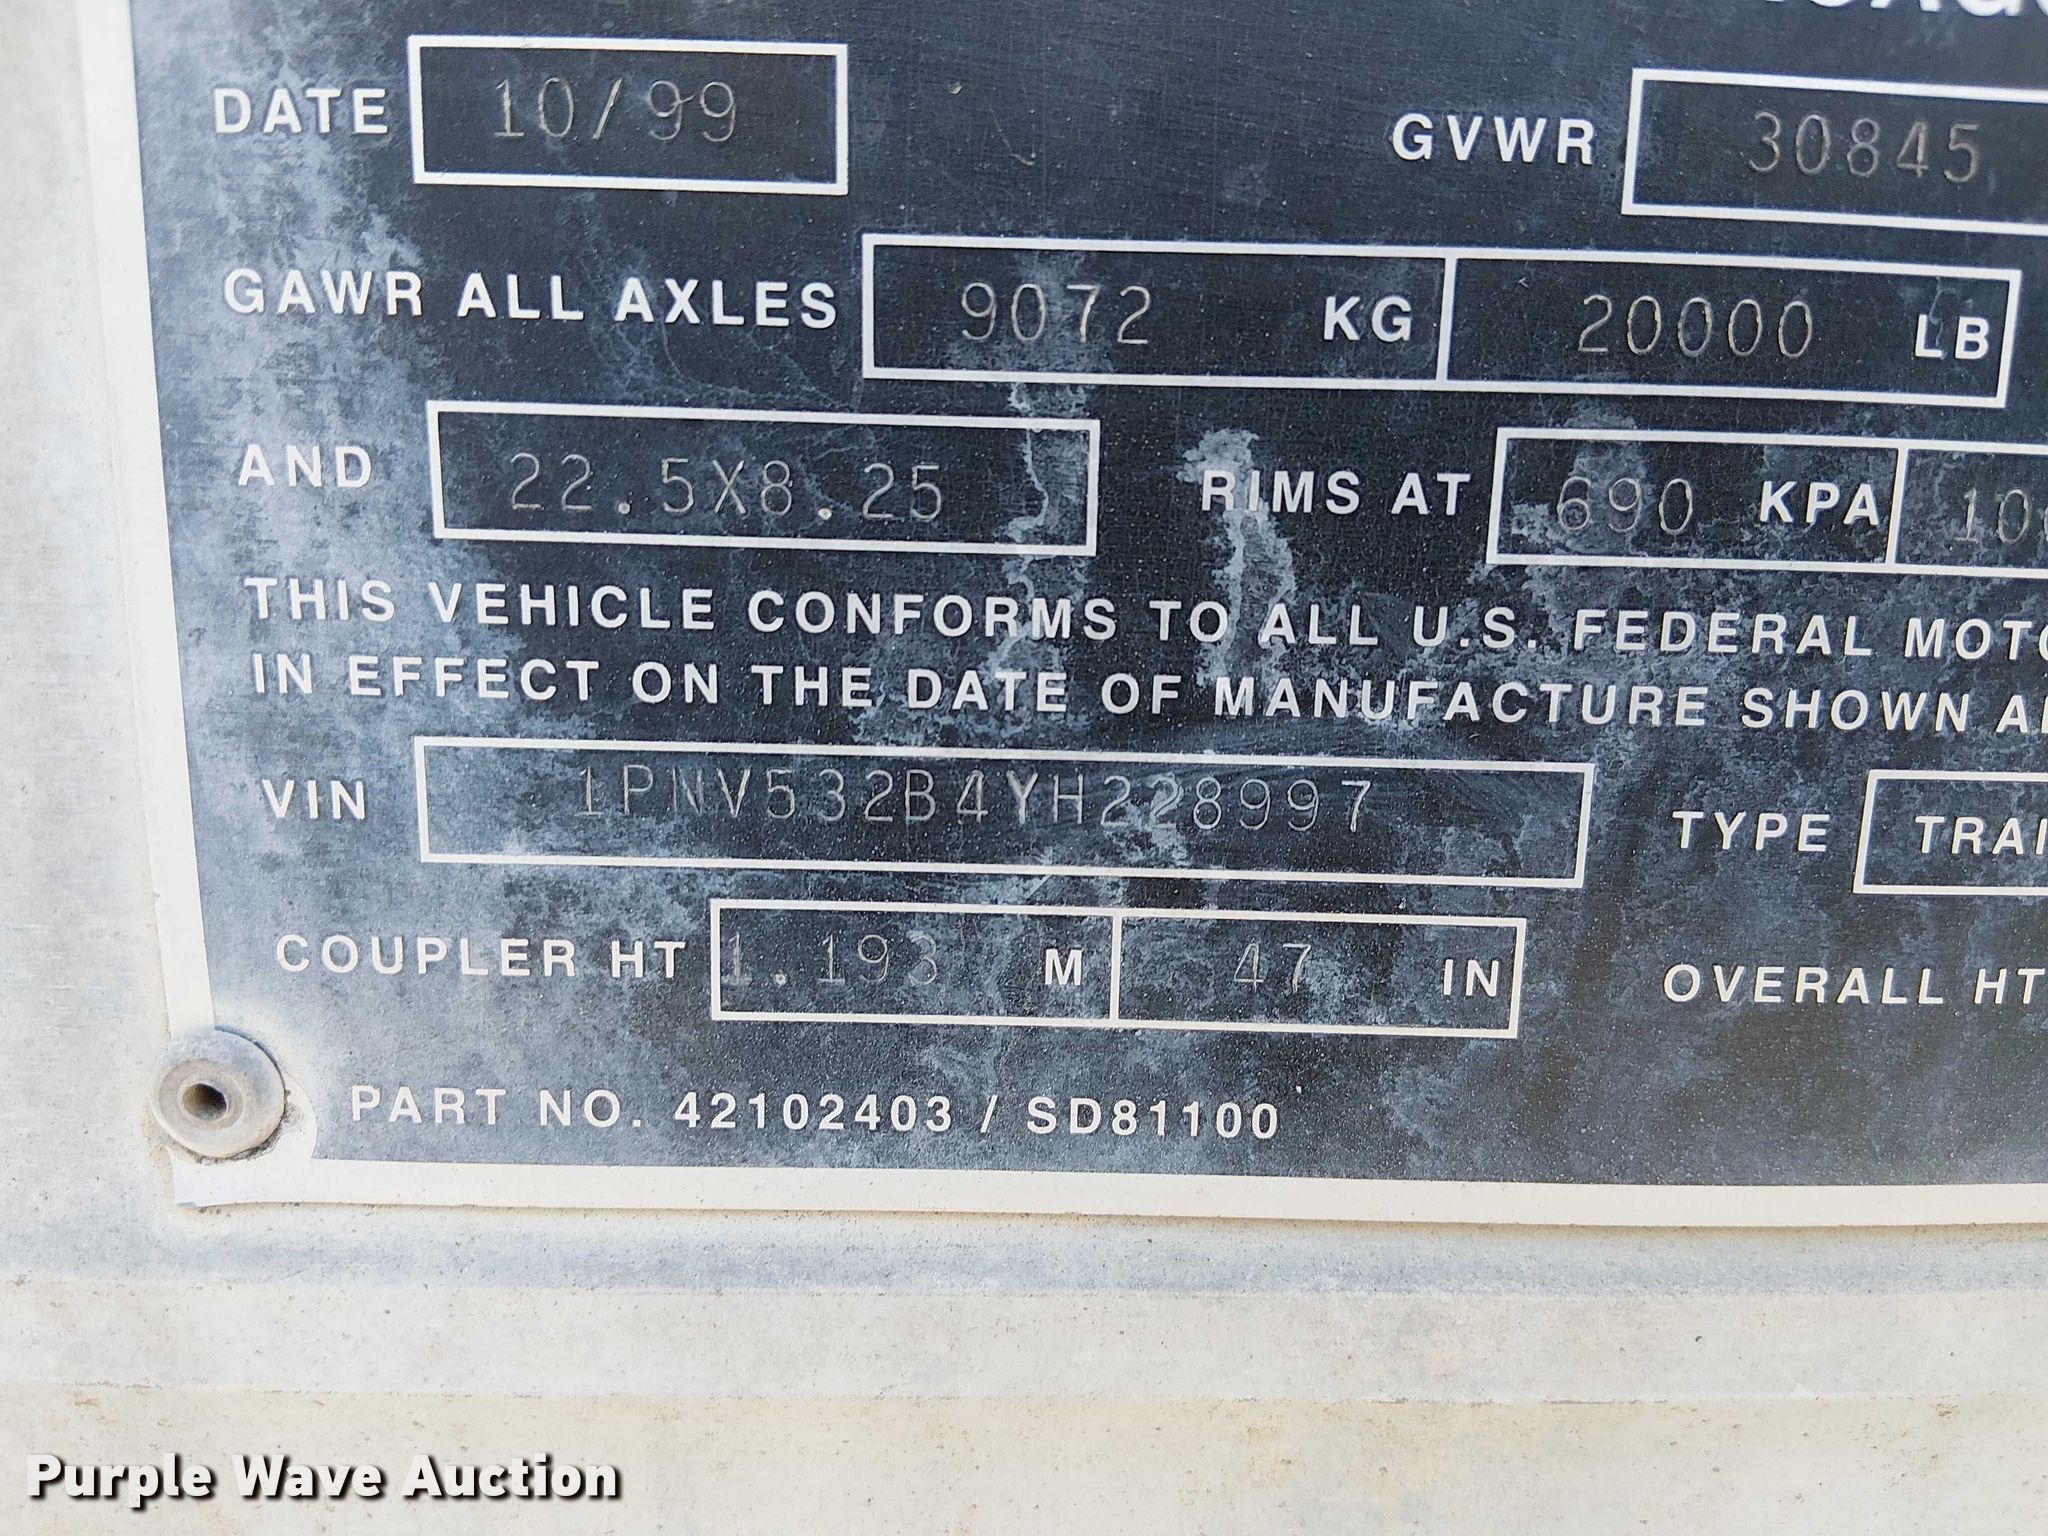 DATE 10/99 GVWR 30845
GAWR ALL AXLES 9072 KG 20000 LB
AND 22.5X8.25 RIMS AT 690 KPA
THIS VEHICLE CONFORMS TO ALL U.S. FEDERAL MOTO
IN EFFECT ON THE DATE OF MANUFACTURE SHOWN A
VIN 1PNV532B4YH228997 TYPE TRAI
COUPLER HT 1.193 M 47 IN OVERALL HT
PART NO. 42102403 / SD81100
Purple Wave Auction